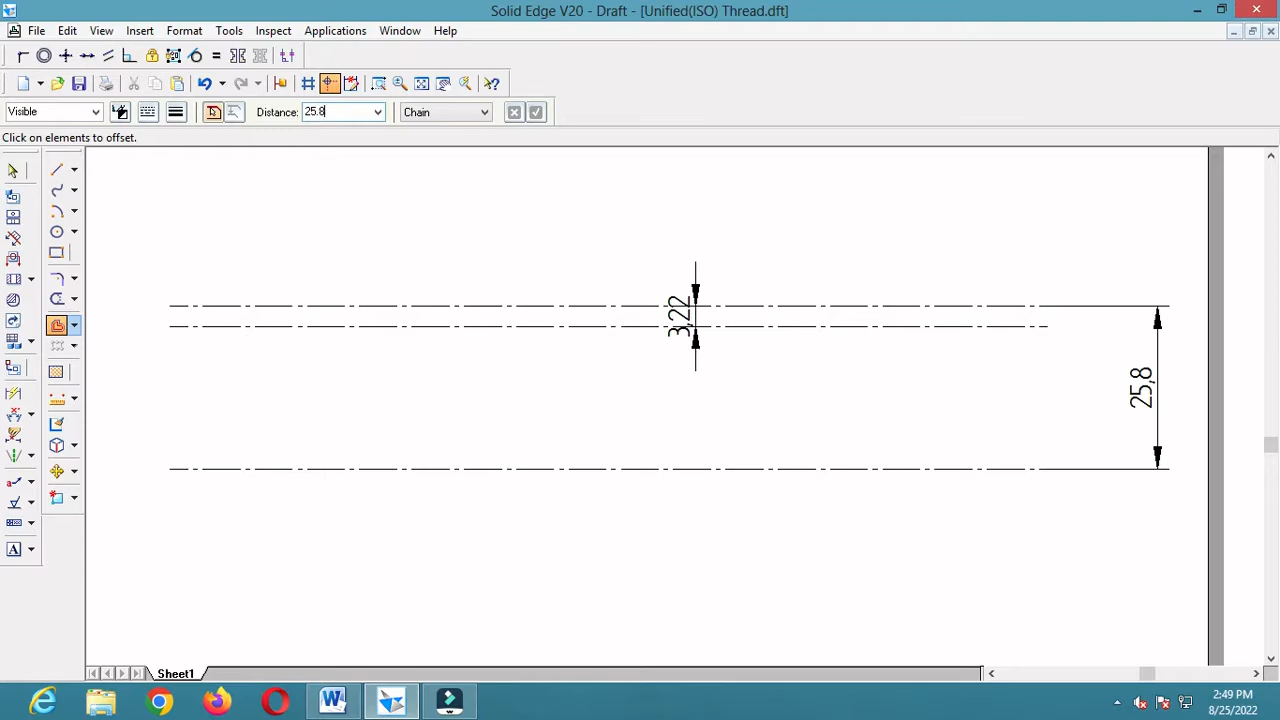 Solid Edge V20 - Draft - [Unified(ISO) Thread.dft]
File Edit View Insert Format Tools Inspect Applications Window Help
Visible Distance: 25.8 Chain
Click on elements to offset.
3,22
25,8
Sheet1
2:49 PM
8/25/2022